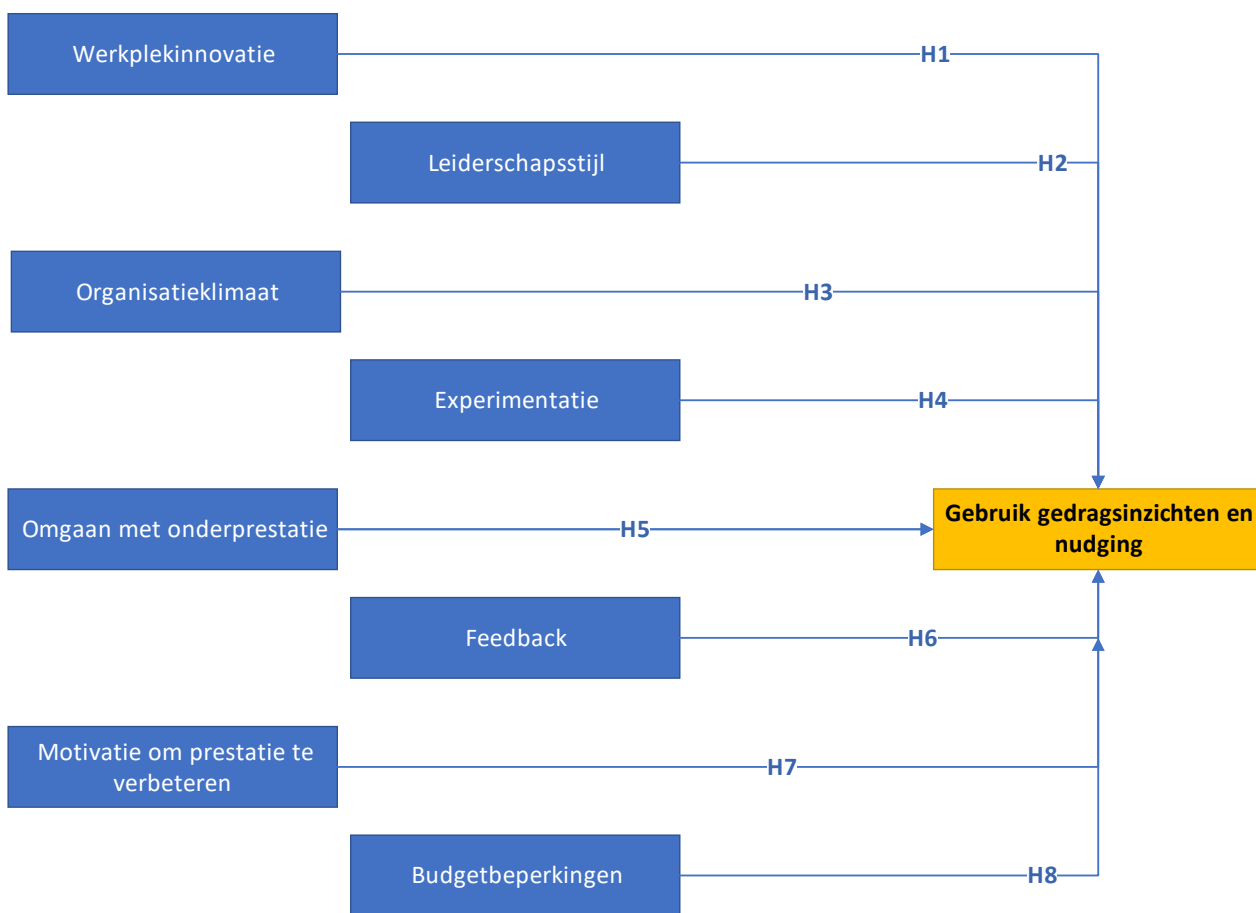 Werkplekinnovatie
H1
Leiderschapsstijl
H2
Organisatieklimaat
H3
Experimentatie
H4
Omgaan met onderprestatie
H5
Gebruik gedragsinzichten en
nudging
Feedback
H6
Motivatie om prestatie te
verbeteren
H7
Budgetbeperkingen
H8